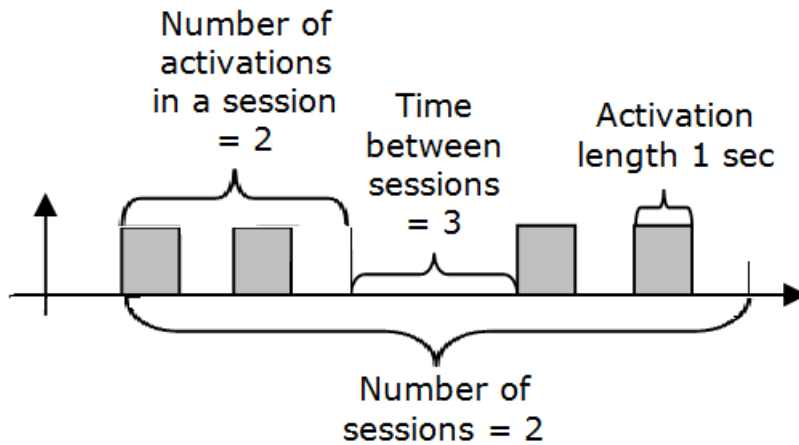 Number of
activations
in a session
= 2
Time
between
sessions
= 3
Activation
length 1 sec
Number of
sessions = 2